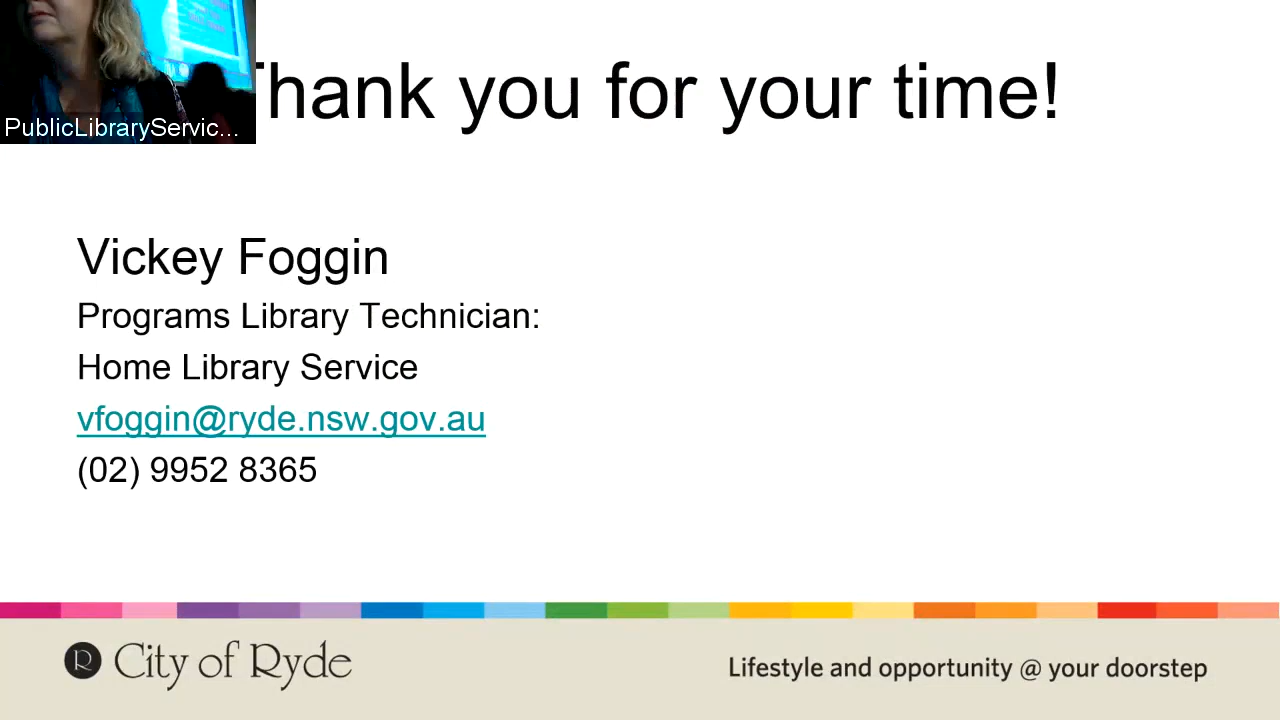 Thank you for your time!
PublicLibraryServic...
Vickey Foggin
Programs Library Technician:
Home Library Service
vfoggin@ryde.nsw.gov.au
(02) 9952 8365
R City of Ryde
Lifestyle and opportunity @ your doorstep